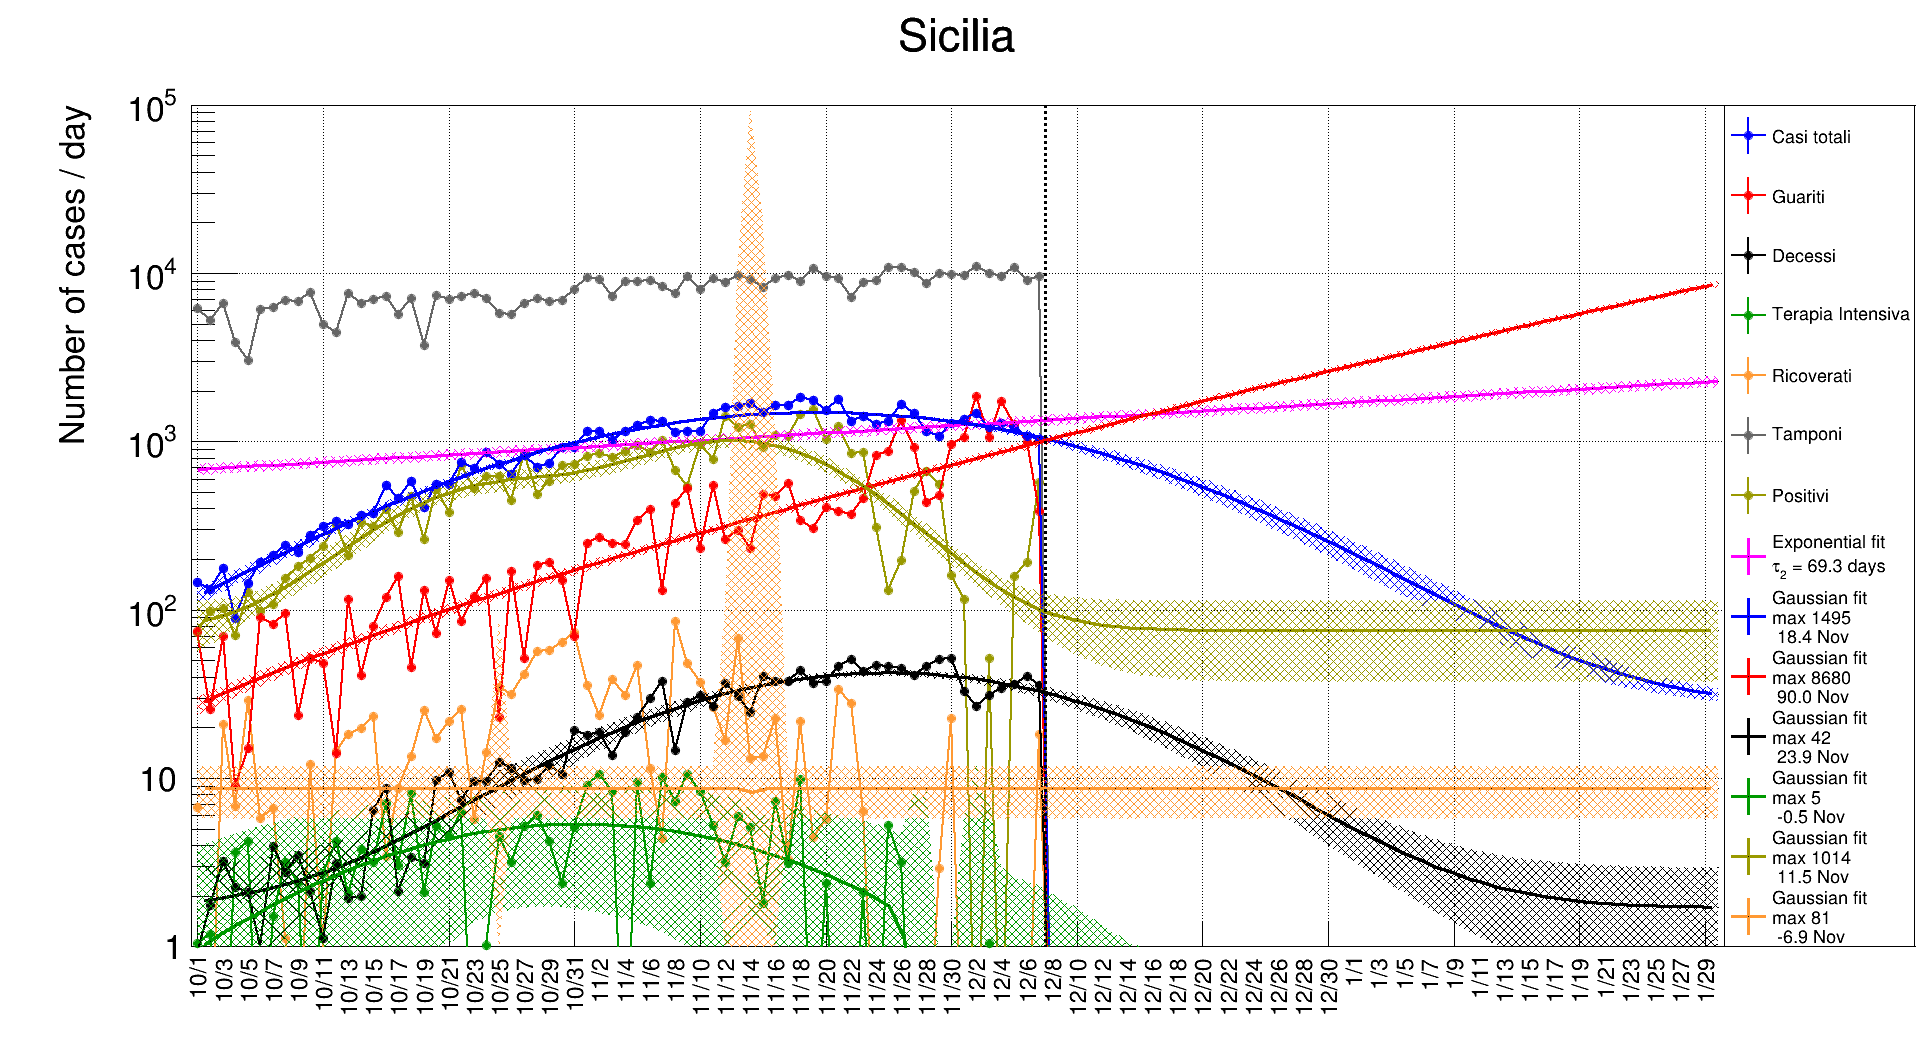 Sicilia
Number of cases / day
10^5
10^4
10^3
10^2
10
1
10/1
10/3
10/5
10/7
10/9
10/11
10/13
10/15
10/17
10/19
10/21
10/23
10/25
10/27
10/29
10/31
11/2
11/4
11/6
11/8
11/10
11/12
11/14
11/16
11/18
11/20
11/22
11/24
11/26
11/28
11/30
12/2
12/4
12/6
12/8
12/10
12/12
12/14
12/16
12/18
12/20
12/22
12/24
12/26
12/28
12/30
1/1
1/3
1/5
1/7
1/9
1/11
1/13
1/15
1/17
1/19
1/21
1/23
1/25
1/27
1/29
Casi totali
Guariti
Decessi
Terapia Intensiva
Ricoverati
Tamponi
Positivi
Exponential fit
τ2 = 69.3 days
Gaussian fit
max 1495
18.4 Nov
Gaussian fit
max 8680
90.0 Nov
Gaussian fit
max 42
23.9 Nov
Gaussian fit
max 5
-0.5 Nov
Gaussian fit
max 1014
11.5 Nov
Gaussian fit
max 81
-6.9 Nov